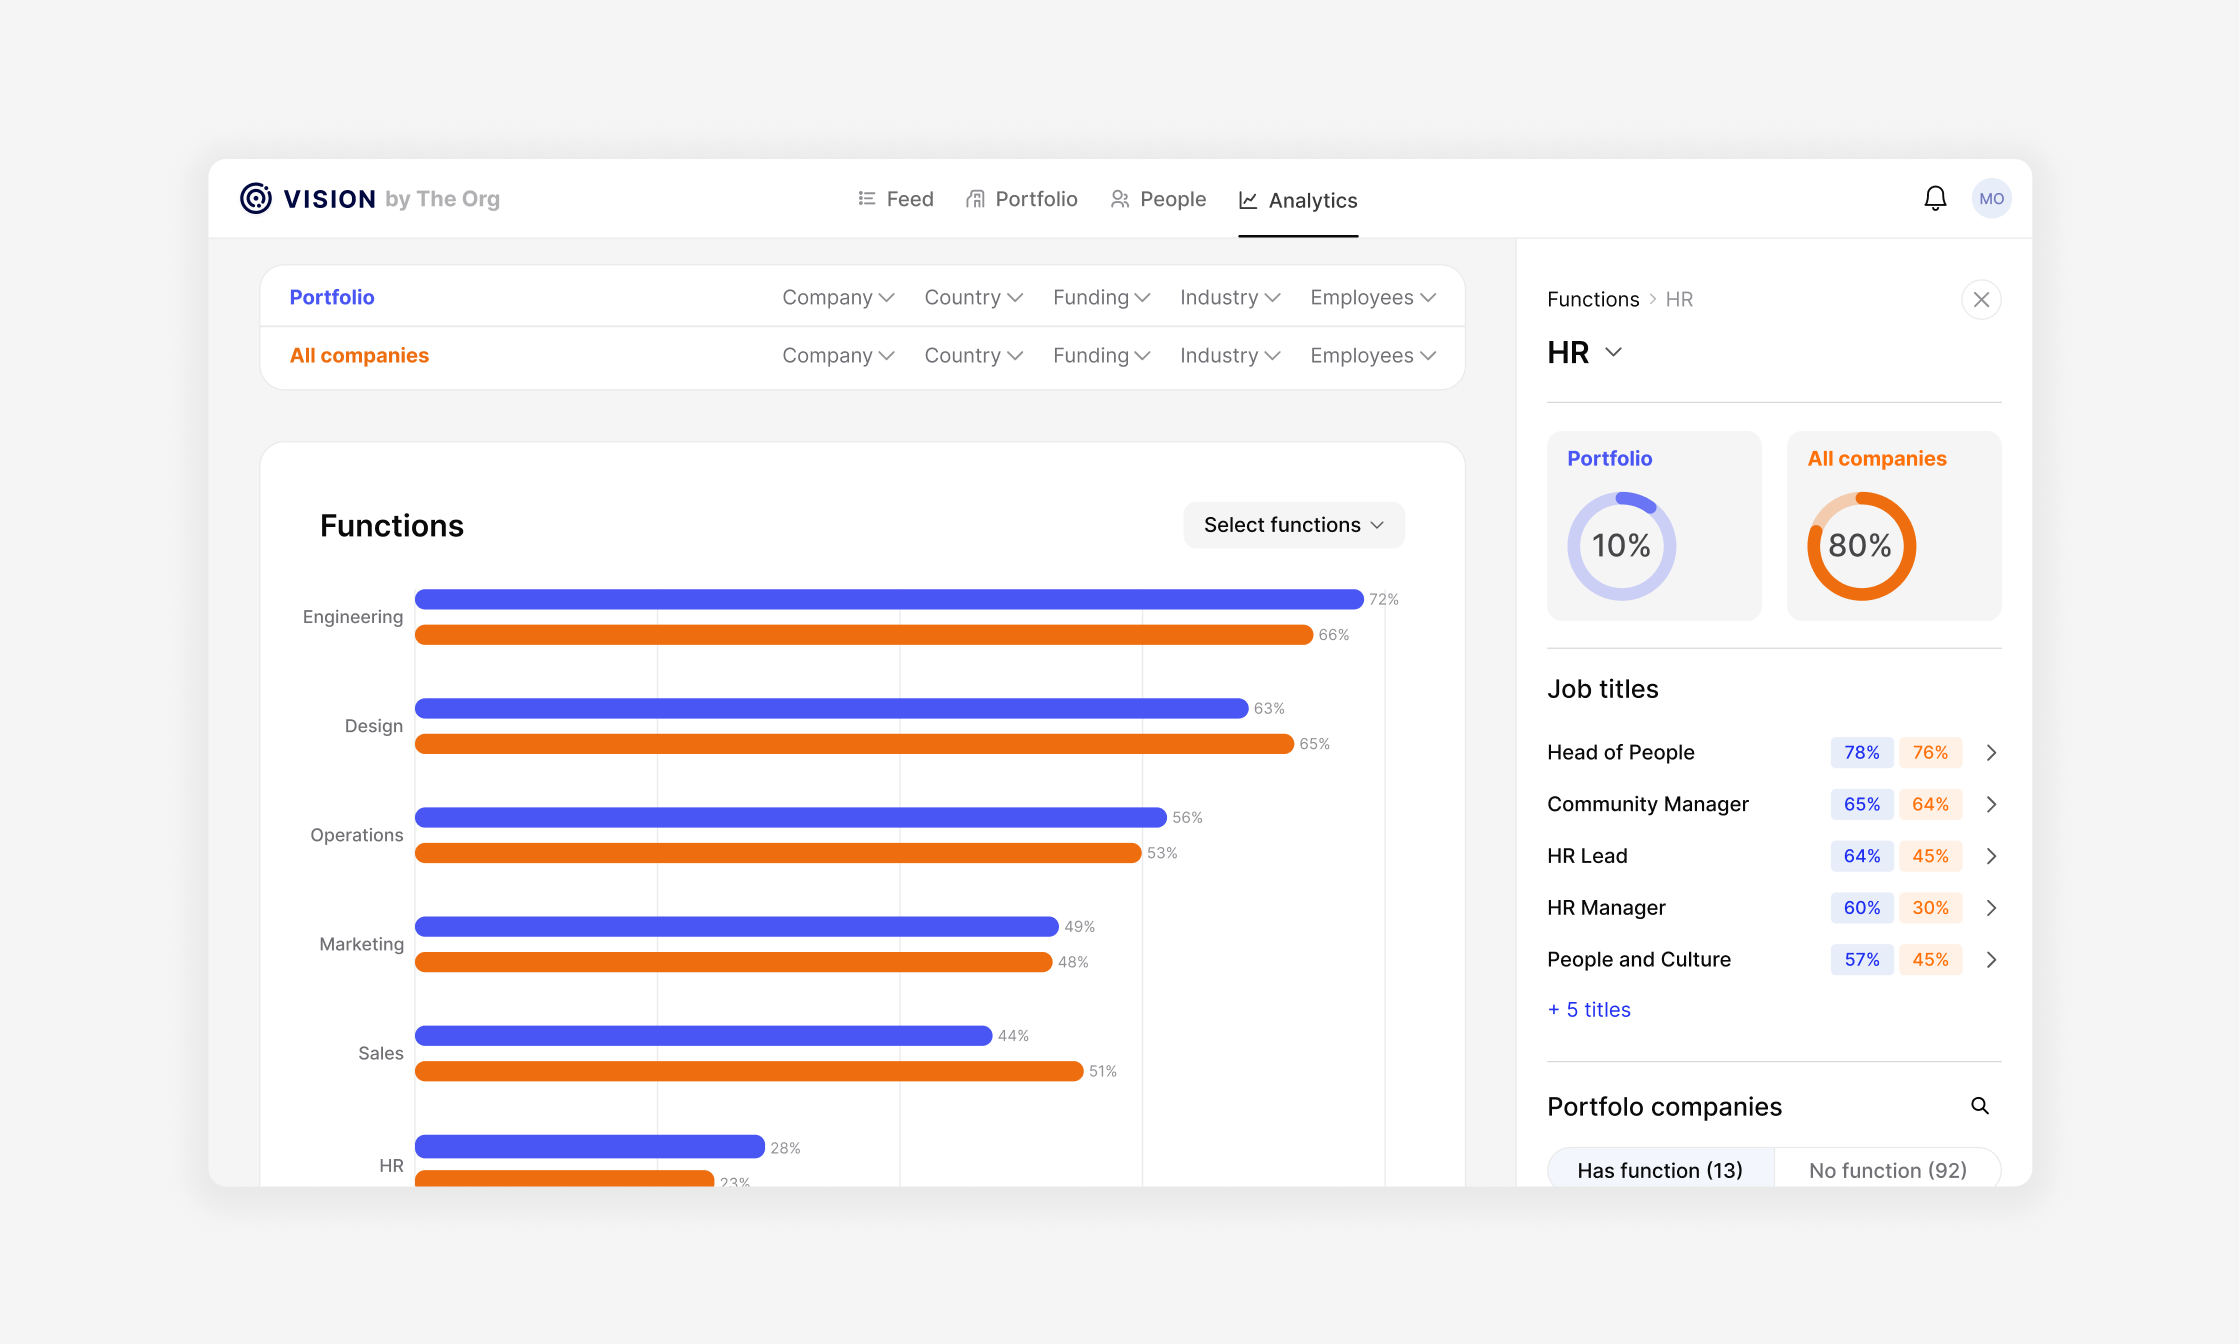 VISION by The Org
Feed
Portfolio
People
Analytics
MO
Portfolio
Company
Country
Funding
Industry
Employees
All companies
Company
Country
Funding
Industry
Employees
Functions
Select functions
Engineering
72%
66%
Design
63%
65%
Operations
56%
53%
Marketing
49%
48%
Sales
44%
51%
HR
28%
23%
Functions > HR
HR
Portfolio
10%
All companies
80%
Job titles
Head of People 78% 76%
Community Manager 65% 64%
HR Lead 64% 45%
HR Manager 60% 30%
People and Culture 57% 45%
+ 5 titles
Portfolo companies
Has function (13)
No function (92)